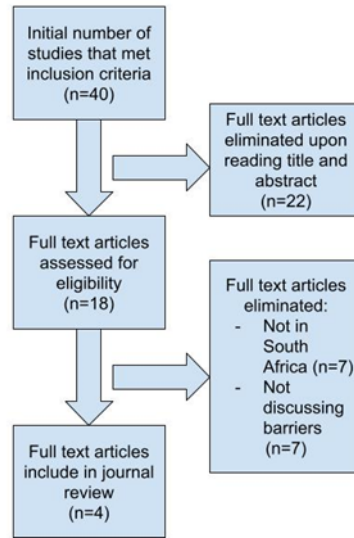 Initial number of
studies that met
inclusion criteria
(n=40)
Full text articles
eliminated upon
reading title and
abstract
(n=22)
Full text articles
assessed for
eligibility
(n=18)
Full text articles
eliminated:
- Not in
South
Africa (n=7)
- Not
discussing
barriers
(n=7)
Full text articles
include in journal
review
(n=4)